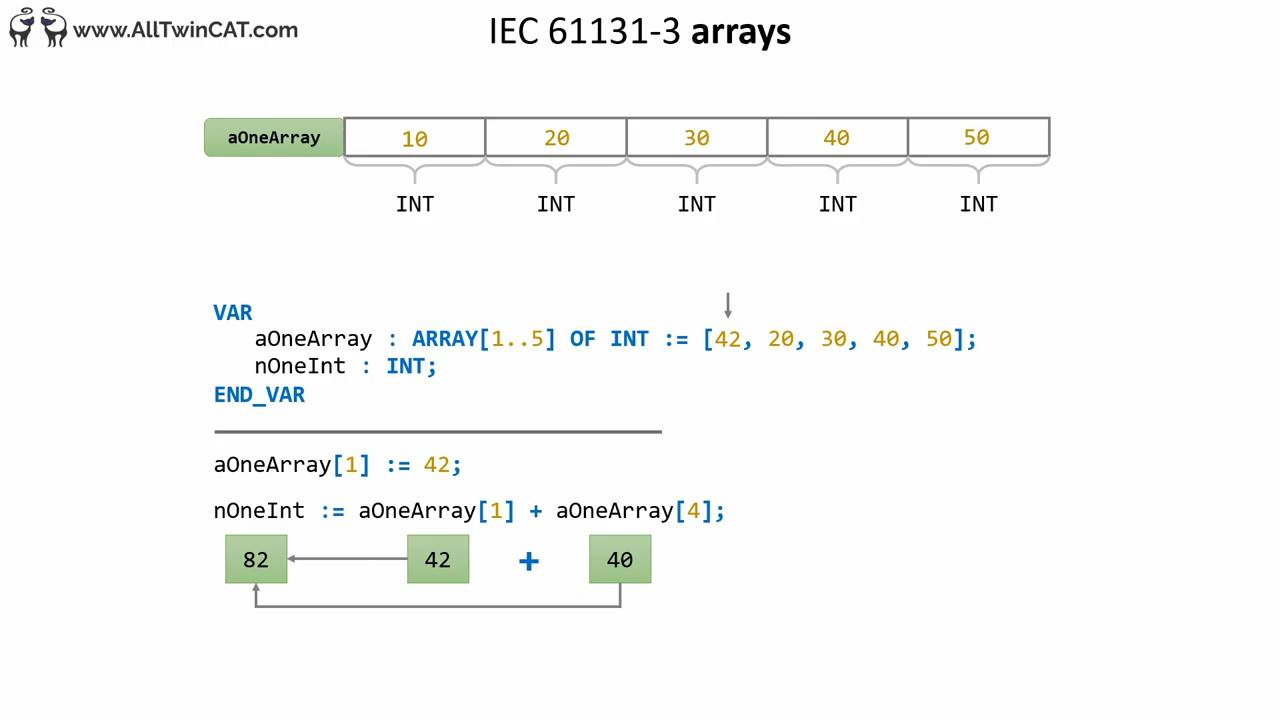 www.AllTwinCAT.com
IEC 61131-3 arrays
aOneArray 10 20 30 40 50
INT INT INT INT INT
VAR
aOneArray : ARRAY[1..5] OF INT := [42, 20, 30, 40, 50];
nOneInt : INT;
END_VAR
aOneArray[1] := 42;
nOneInt := aOneArray[1] + aOneArray[4];
82 42 + 40